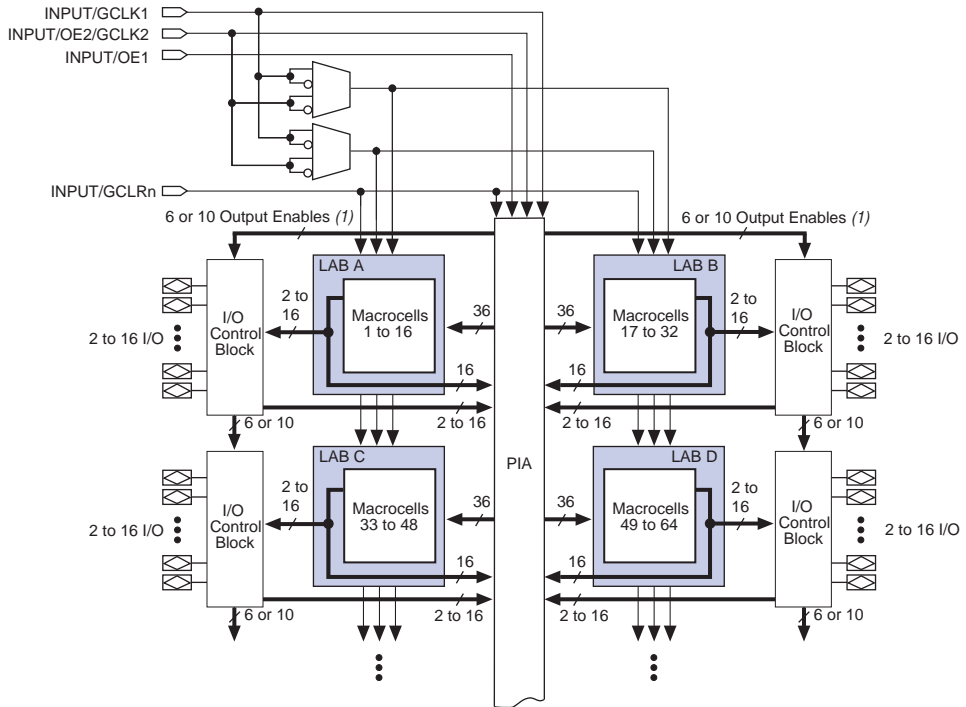 INPUT/GCLK1
INPUT/OE2/GCLK2
INPUT/OE1
INPUT/GCLRn
6 or 10 Output Enables (1)
6 or 10 Output Enables (1)
LAB A
LAB B
2 to 16 I/O
I/O Control Block
2 to 16
Macrocells 1 to 16
36
36
Macrocells 17 to 32
2 to 16
I/O Control Block
2 to 16 I/O
16
16
6 or 10
2 to 16
2 to 16
6 or 10
PIA
LAB C
LAB D
2 to 16 I/O
I/O Control Block
2 to 16
Macrocells 33 to 48
36
36
Macrocells 49 to 64
2 to 16
I/O Control Block
2 to 16 I/O
16
16
6 or 10
2 to 16
2 to 16
6 or 10